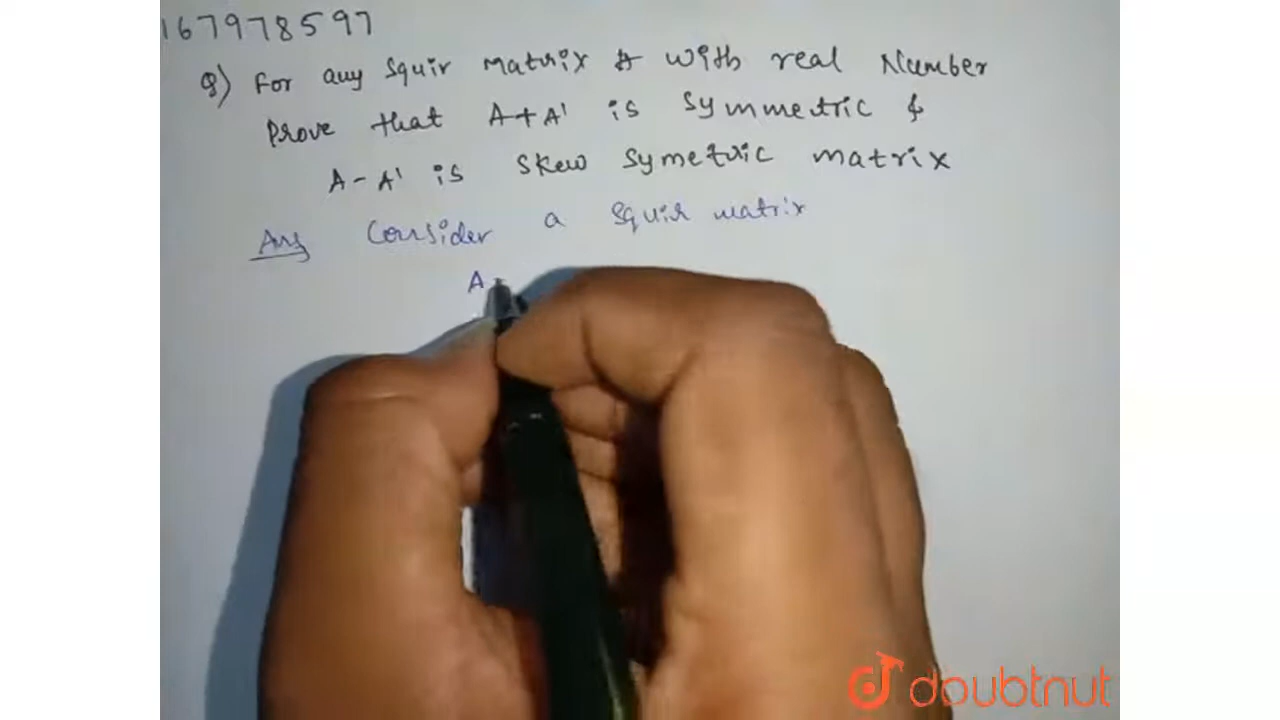 167978597
Q) For any Squir Matrix A with real Number
Prove that A+A' is Symmetric &
A-A' is Skew Symetric matrix
Ans Consider a Squir matrix
A
doubtnut